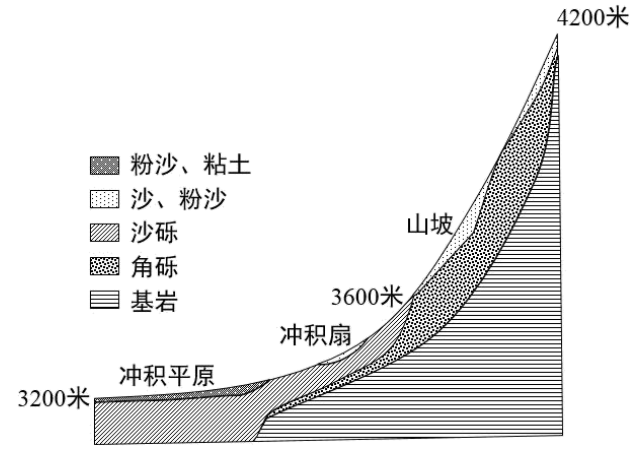 4200米
粉沙、粘土
沙、粉沙
沙砾
角砾
基岩
山坡
3600米
冲积扇
冲积平原
3200米